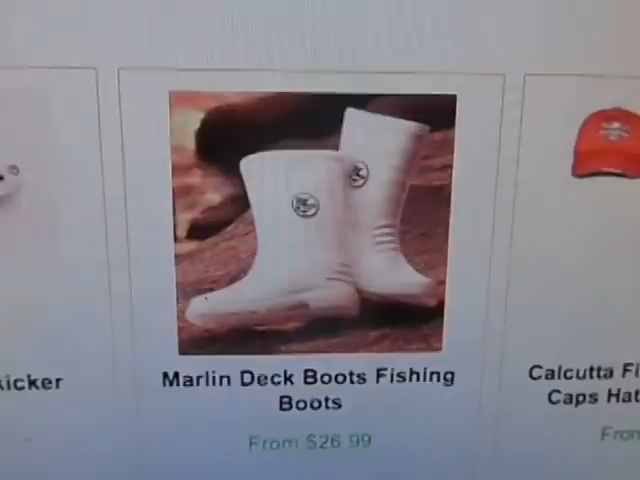 kicker
Marlin Deck Boots Fishing
Boots
From $26.99
Calcutta Fi
Caps Hat
From